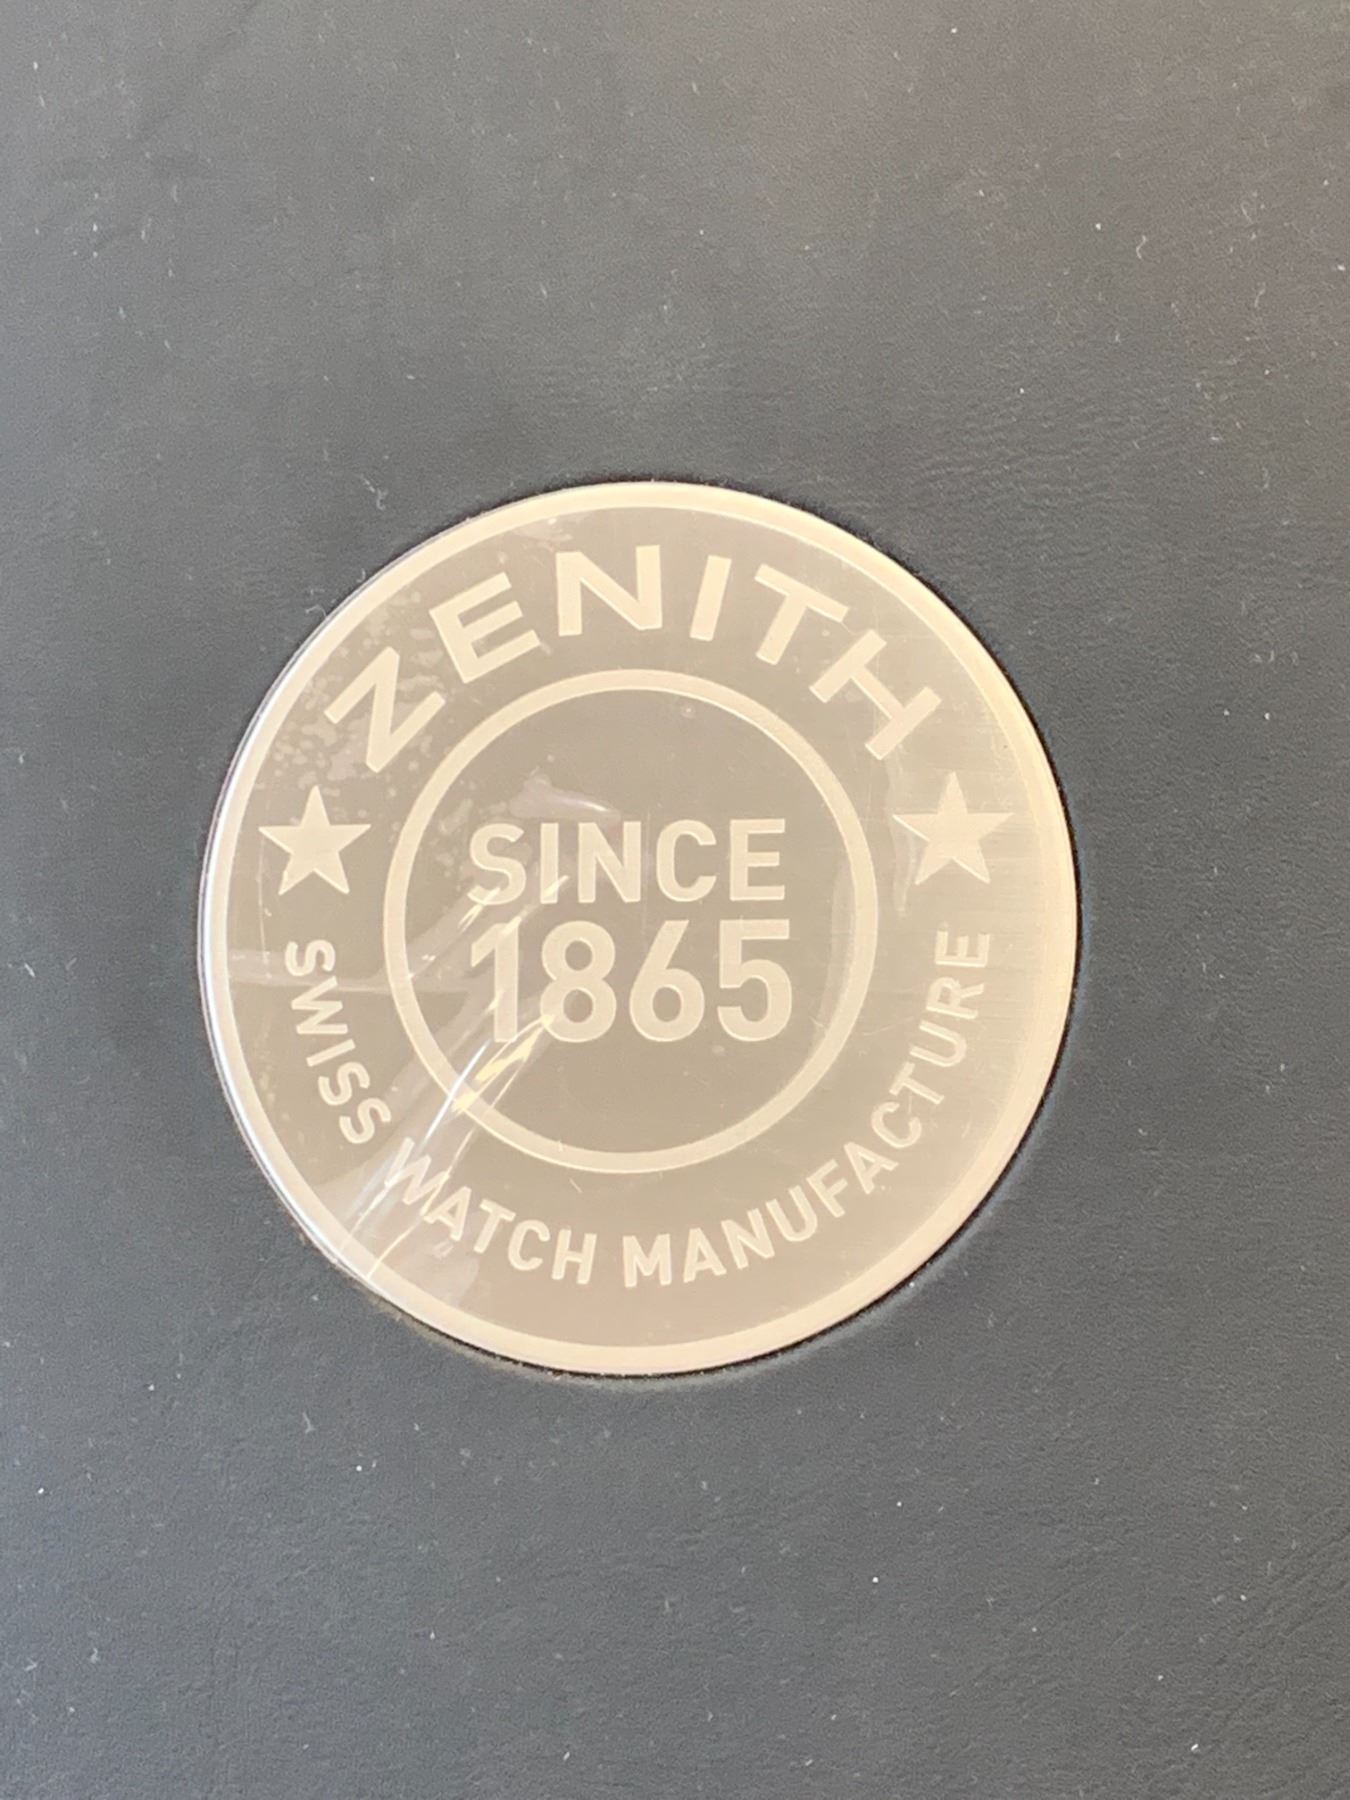 ZENITH
SINCE
1865
SWISS WATCH MANUFACTURE